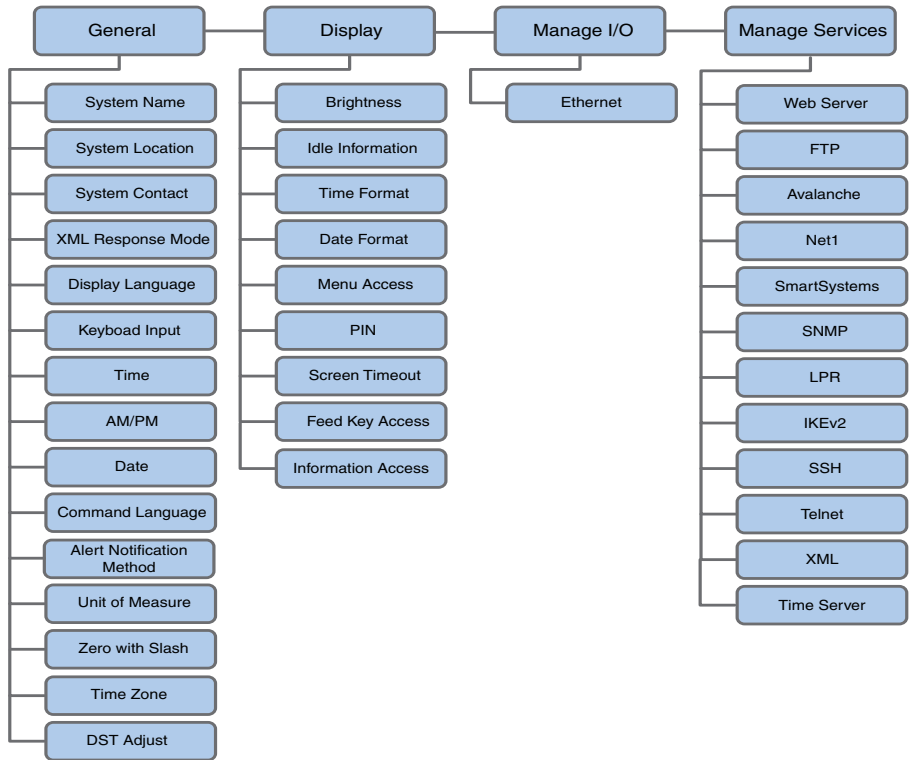 General
Display
Manage I/O
Manage Services
System Name
System Location
System Contact
XML Response Mode
Display Language
Keyboad Input
Time
AM/PM
Date
Command Language
Alert Notification
Method
Unit of Measure
Zero with Slash
Time Zone
DST Adjust
Brightness
Idle Information
Time Format
Date Format
Menu Access
PIN
Screen Timeout
Feed Key Access
Information Access
Ethernet
Web Server
FTP
Avalanche
Net1
SmartSystems
SNMP
LPR
IKEv2
SSH
Telnet
XML
Time Server